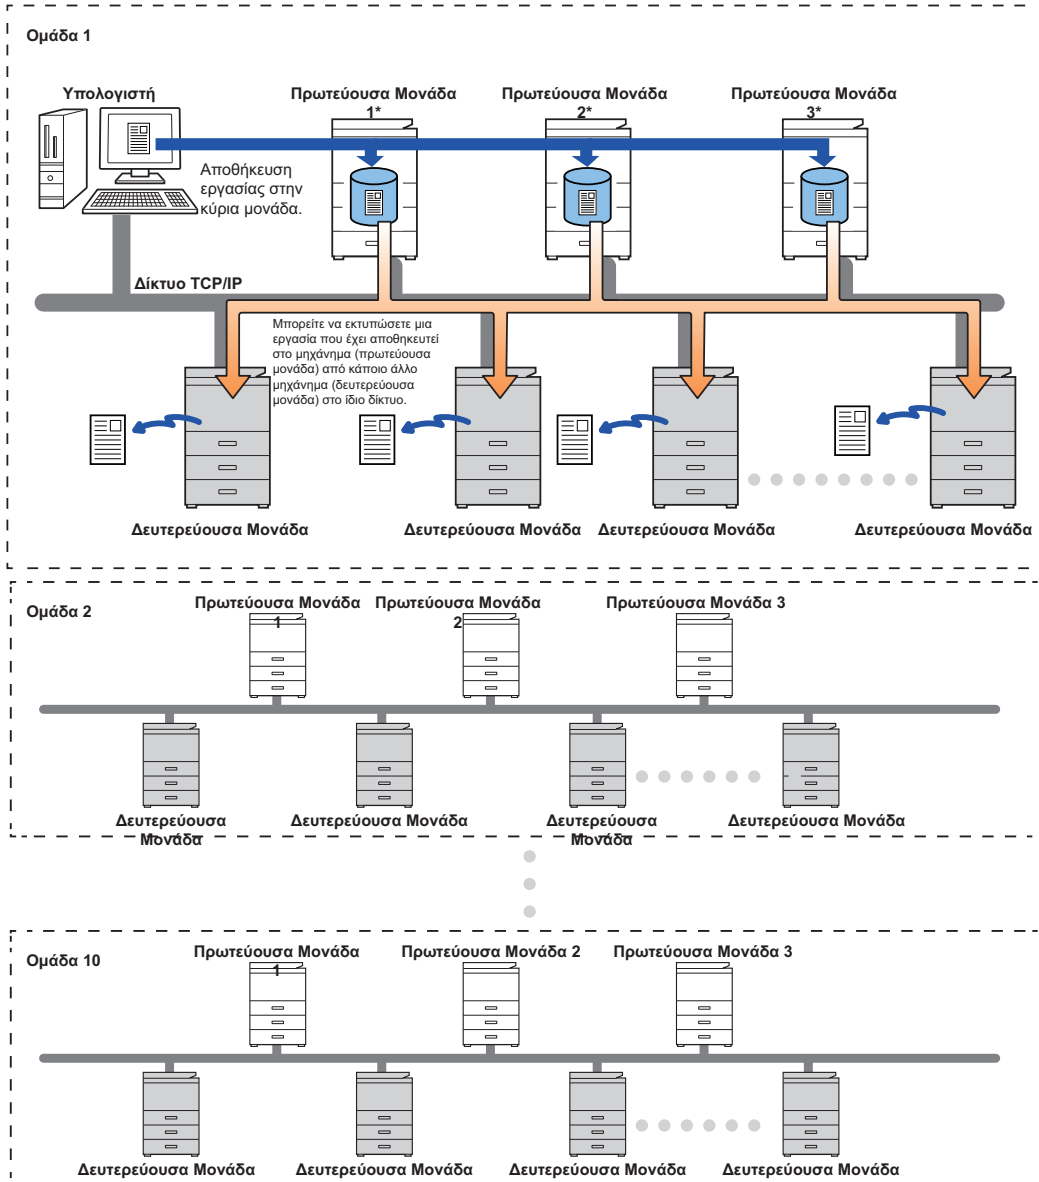 Ομάδα 1
Υπολογιστή
Πρωτεύουσα Μονάδα
1*
Πρωτεύουσα Μονάδα
2*
Πρωτεύουσα Μονάδα
3*
Αποθήκευση
εργασίας στην
κύρια μονάδα.
Δίκτυο TCP/IP
Μπορείτε να εκτυπώσετε μια
εργασία που έχει αποθηκευτεί
στο μηχάνημα (πρωτεύουσα
μονάδα) από κάποιο άλλο
μηχάνημα (δευτερεύουσα
μονάδα) στο ίδιο δίκτυο.
Δευτερεύουσα Μονάδα
Δευτερεύουσα Μονάδα
Δευτερεύουσα Μονάδα
Δευτερεύουσα Μονάδα
Ομάδα 2
Πρωτεύουσα Μονάδα
1
Πρωτεύουσα Μονάδα
2
Πρωτεύουσα Μονάδα 3
Δευτερεύουσα
Μονάδα
Δευτερεύουσα Μονάδα
Δευτερεύουσα
Μονάδα
Δευτερεύουσα Μονάδα
Ομάδα 10
Πρωτεύουσα Μονάδα
1
Πρωτεύουσα Μονάδα 2
Πρωτεύουσα Μονάδα 3
Δευτερεύουσα Μονάδα
Δευτερεύουσα Μονάδα
Δευτερεύουσα Μονάδα
Δευτερεύουσα Μονάδα